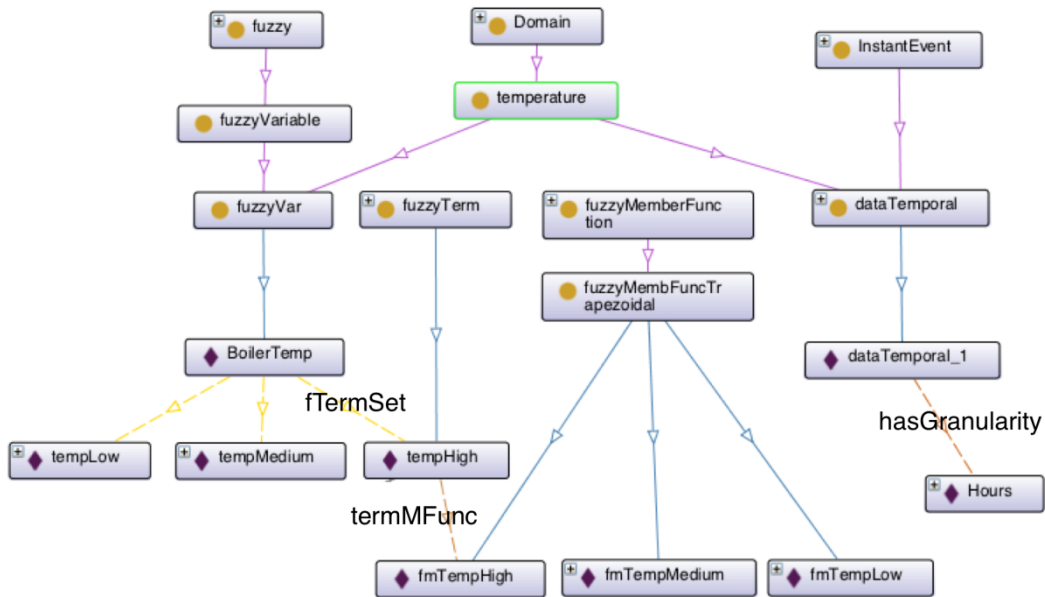 fuzzy
Domain
InstantEvent
temperature
fuzzyVariable
fuzzyVar
fuzzyTerm
fuzzyMemberFunc
tion
dataTemporal
fuzzyMembFuncTr
apezoidal
BoilerTemp
dataTemporal_1
fTermSet
hasGranularity
tempLow
tempMedium
tempHigh
Hours
termMFunc
fmTempHigh
fmTempMedium
fmTempLow